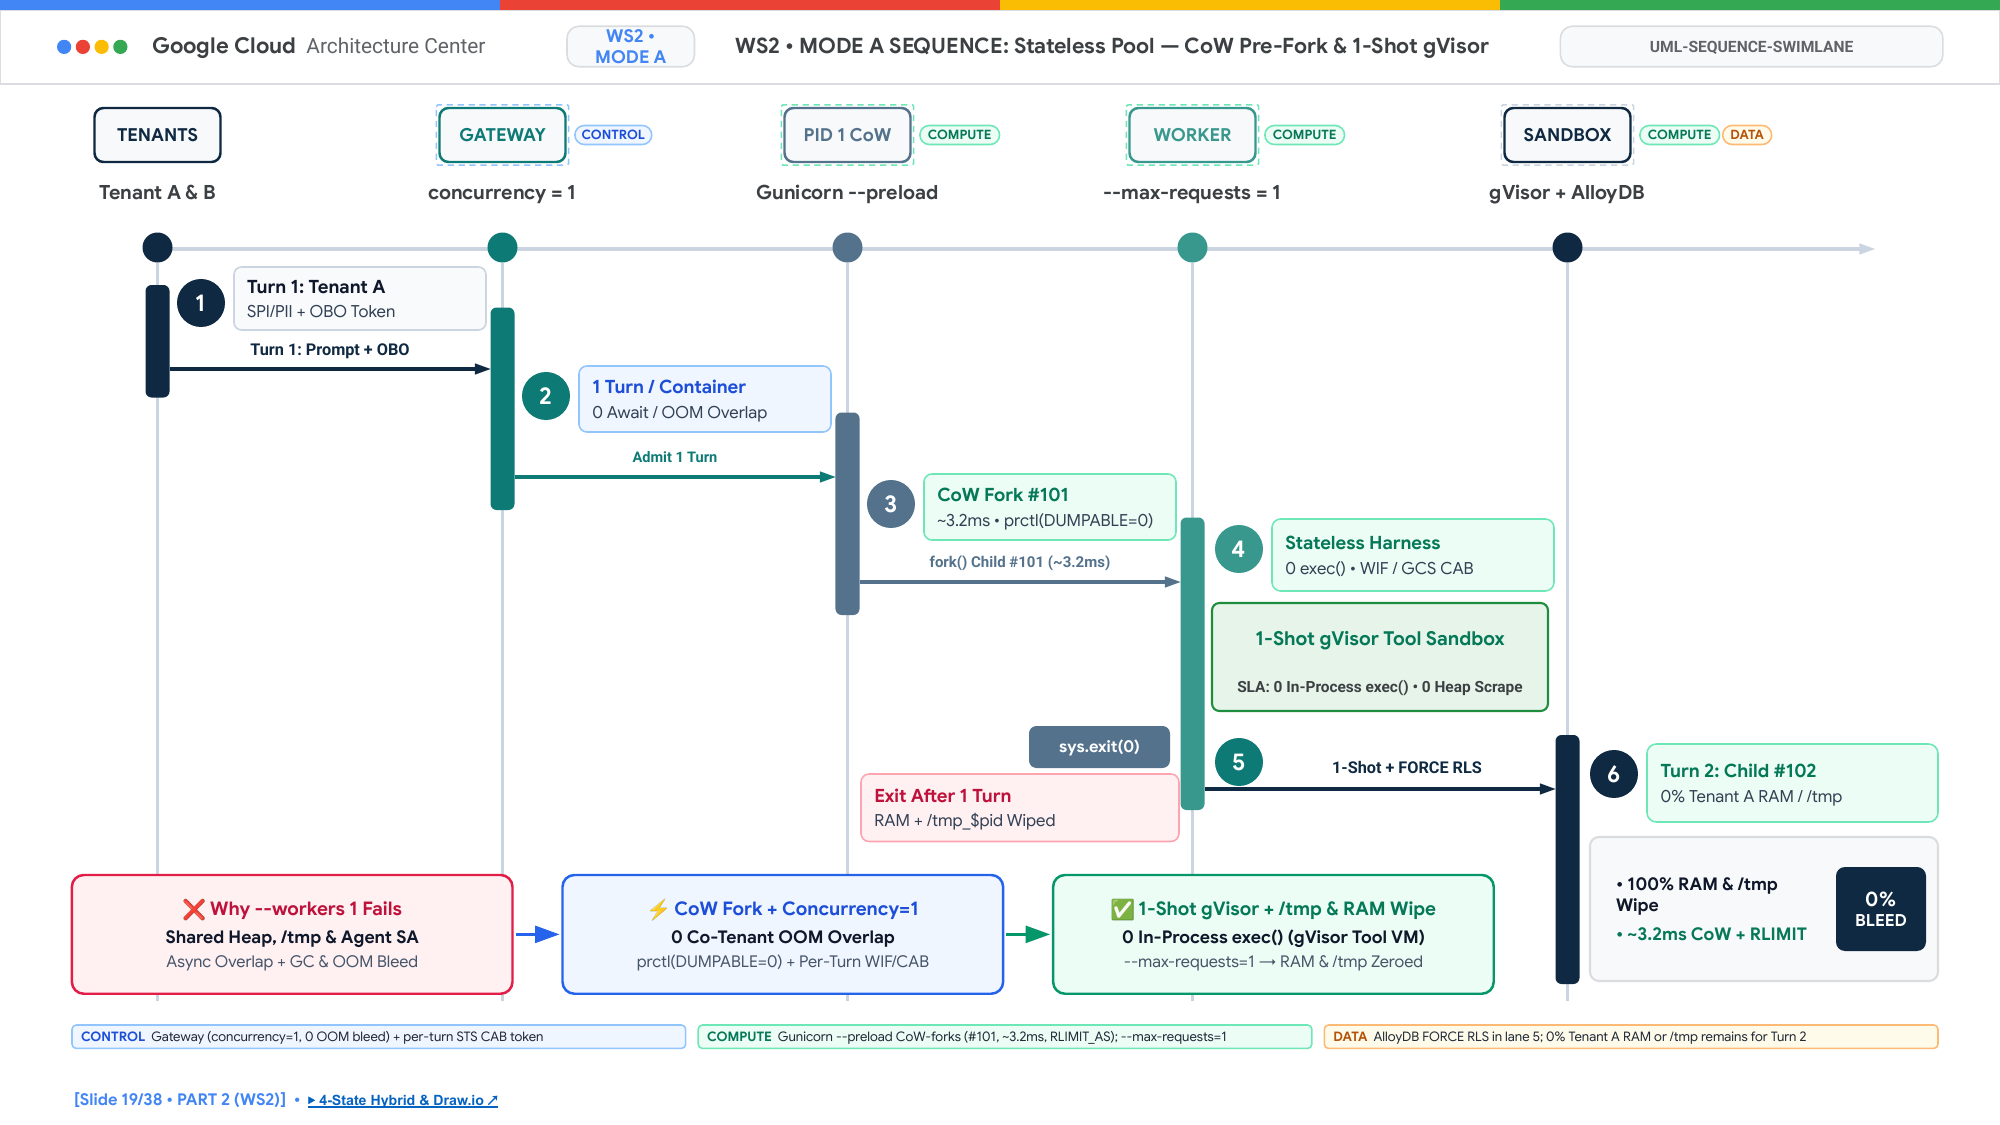 Google Cloud Architecture Center
WS2 •
MODE A
WS2 • MODE A SEQUENCE: Stateless Pool — CoW Pre-Fork & 1-Shot gVisor
UML-SEQUENCE-SWIMLANE
TENANTS
Tenant A & B
GATEWAY
CONTROL
concurrency = 1
PID 1 CoW
COMPUTE
Gunicorn --preload
WORKER
COMPUTE
--max-requests = 1
SANDBOX
COMPUTE
DATA
gVisor + AlloyDB
1
Turn 1: Tenant A
SPI/PII + OBO Token
Turn 1: Prompt + OBO
2
1 Turn / Container
0 Await / OOM Overlap
Admit 1 Turn
3
CoW Fork #101
~3.2ms • prctl(DUMPABLE=0)
fork() Child #101 (~3.2ms)
4
Stateless Harness
0 exec() • WIF / GCS CAB
1-Shot gVisor Tool Sandbox
SLA: 0 In-Process exec() • 0 Heap Scrape
sys.exit(0)
Exit After 1 Turn
RAM + /tmp_$pid Wiped
5
1-Shot + FORCE RLS
6
Turn 2: Child #102
0% Tenant A RAM / /tmp
• 100% RAM & /tmp
Wipe
• ~3.2ms CoW + RLIMIT
0%
BLEED
❌ Why --workers 1 Fails
Shared Heap, /tmp & Agent SA
Async Overlap + GC & OOM Bleed
⚡ CoW Fork + Concurrency=1
0 Co-Tenant OOM Overlap
prctl(DUMPABLE=0) + Per-Turn WIF/CAB
✅ 1-Shot gVisor + /tmp & RAM Wipe
0 In-Process exec() (gVisor Tool VM)
--max-requests=1 → RAM & /tmp Zeroed
CONTROL Gateway (concurrency=1, 0 OOM bleed) + per-turn STS CAB token
COMPUTE Gunicorn --preload CoW-forks (#101, ~3.2ms, RLIMIT_AS); --max-requests=1
DATA AlloyDB FORCE RLS in lane 5; 0% Tenant A RAM or /tmp remains for Turn 2
[Slide 19/38 • PART 2 (WS2)] • ▸ 4-State Hybrid & Draw.io ↗